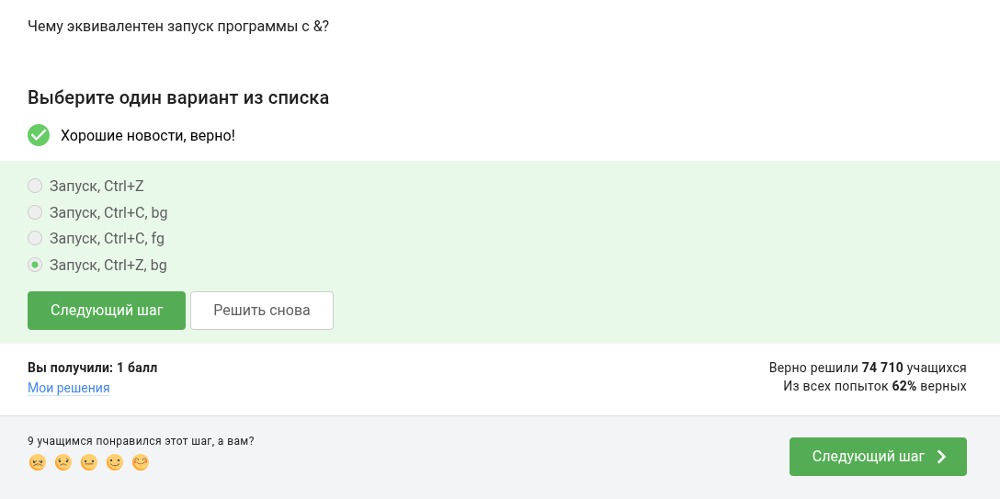 Чему эквивалентен запуск программы с &?
Выберите один вариант из списка
Хорошие новости, верно!
Запуск, Ctrl+Z
Запуск, Ctrl+C, bg
Запуск, Ctrl+C, fg
Запуск, Ctrl+Z, bg
Следующий шаг
Решить снова
Вы получили: 1 балл
Мои решения
Верно решили 74 710 учащихся
Из всех попыток 62% верных
9 учащимся понравился этот шаг, а вам?
Следующий шаг